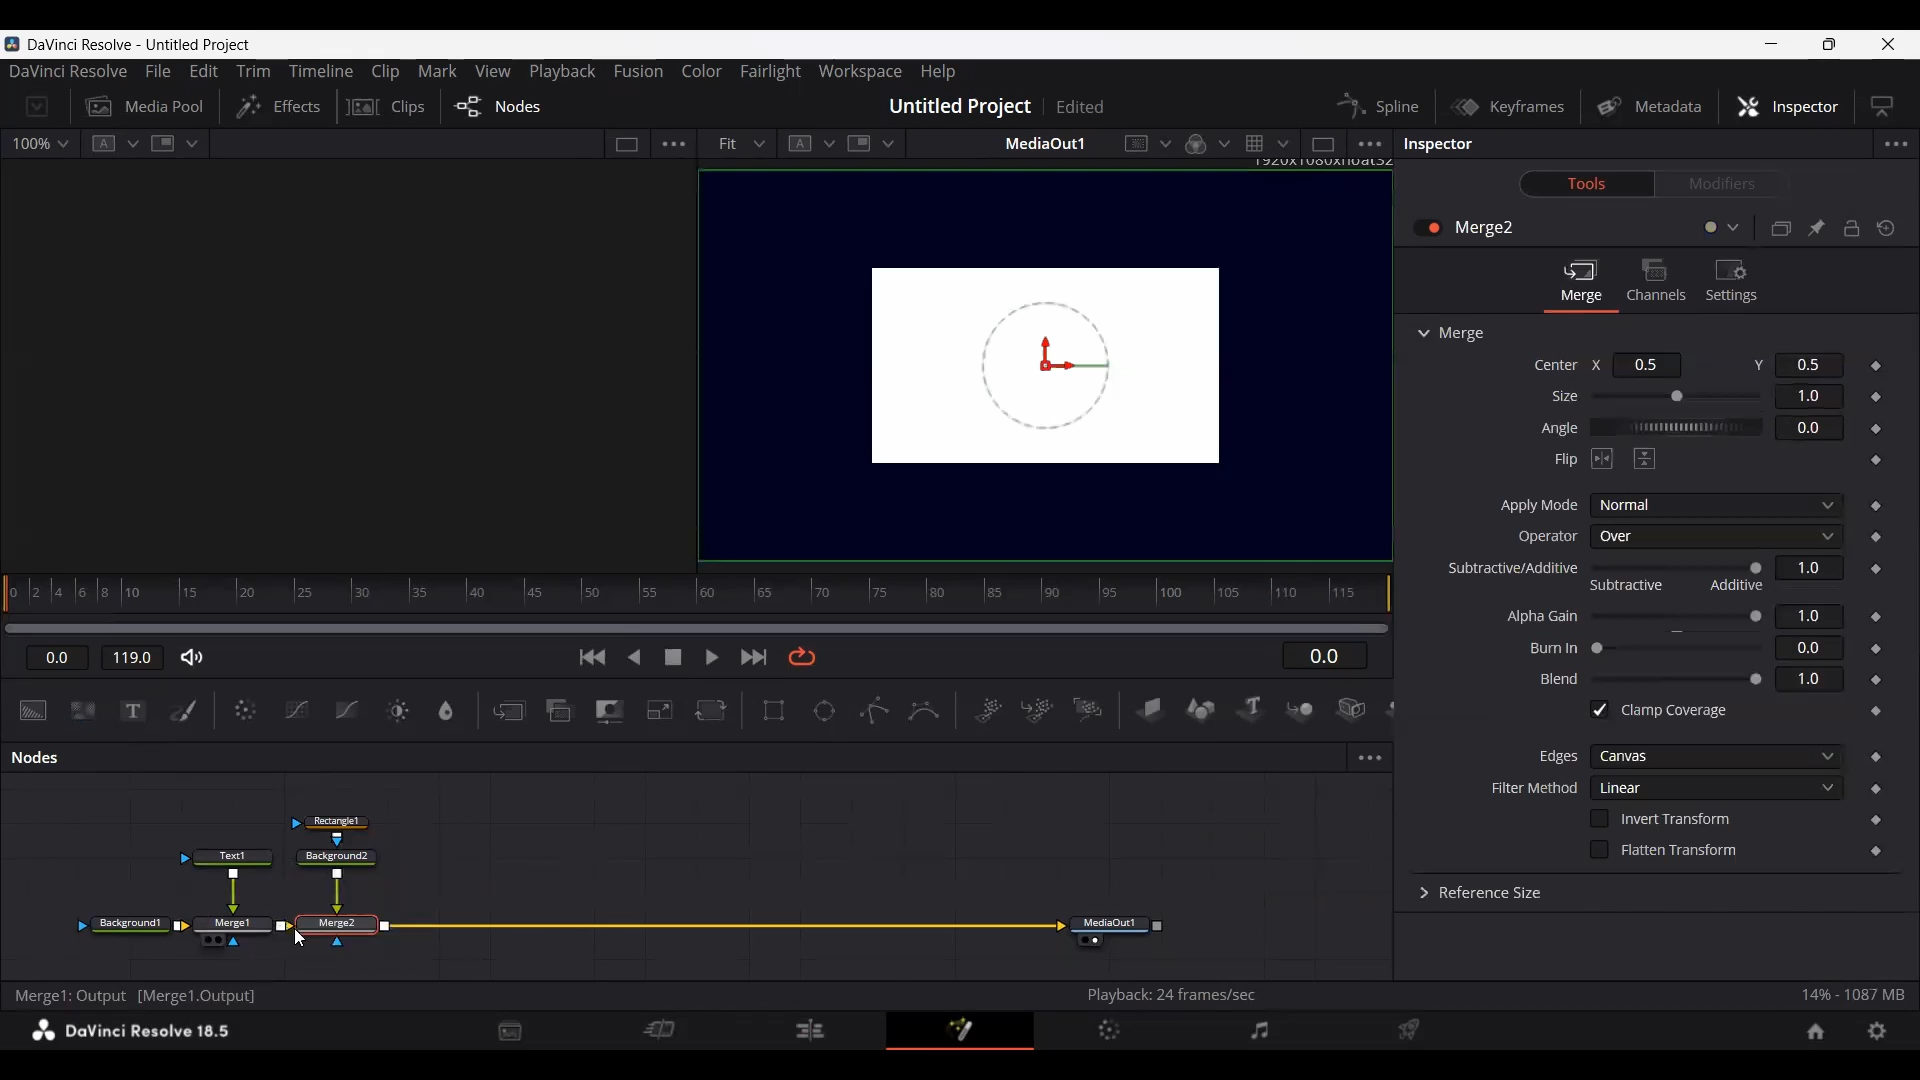 DaVinci Resolve - Untitled Project
DaVinci Resolve File Edit Trim Timeline Clip Mark View Playback Fusion Color Fairlight Workspace Help
Media Pool Effects Clips Nodes Untitled Project Edited Spline Keyframes Metadata Inspector
100% A Fit A MediaOut1 Inspector
1920x1080xfloat32
Tools Modifiers
Merge2
Merge Channels Settings
Merge
Center X 0.5 Y 0.5
Size 1.0
Angle 0.0
Flip
Apply Mode Normal
Operator Over
Subtractive/Additive 1.0
Subtractive Additive
Alpha Gain 1.0
Burn In 0.0
Blend 1.0
Clamp Coverage
Edges Canvas
Filter Method Linear
Invert Transform
Flatten Transform
Reference Size
0 2 4 6 8 10 15 20 25 30 35 40 45 50 55 60 65 70 75 80 85 90 95 100 105 110 115
0.0 119.0 0.0
T T
Nodes
Rectangle1
Text1 Background2
Background1 Merge1 Merge2 MediaOut1
Merge1: Output [Merge1.Output] Playback: 24 frames/sec 14% - 1087 MB
DaVinci Resolve 18.5